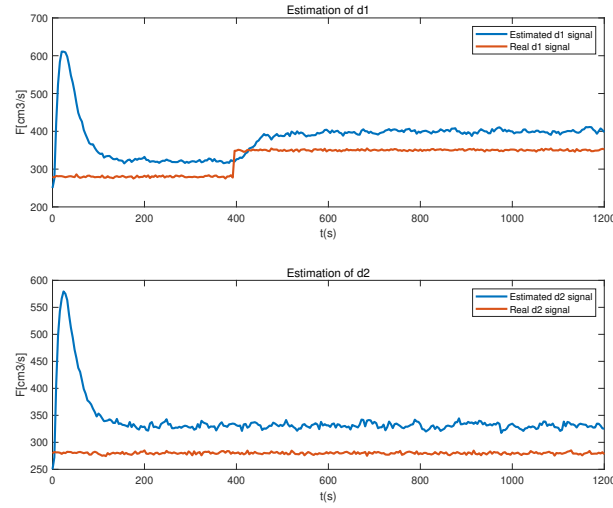 Estimation of d1
700
600
500
400
300
200
F[cm3/s]
Estimated d1 signal
Real d1 signal
0 200 400 600 800 1000 1200
t(s)
Estimation of d2
600
550
500
450
400
350
300
250
F[cm3/s]
Estimated d2 signal
Real d2 signal
0 200 400 600 800 1000 1200
t(s)